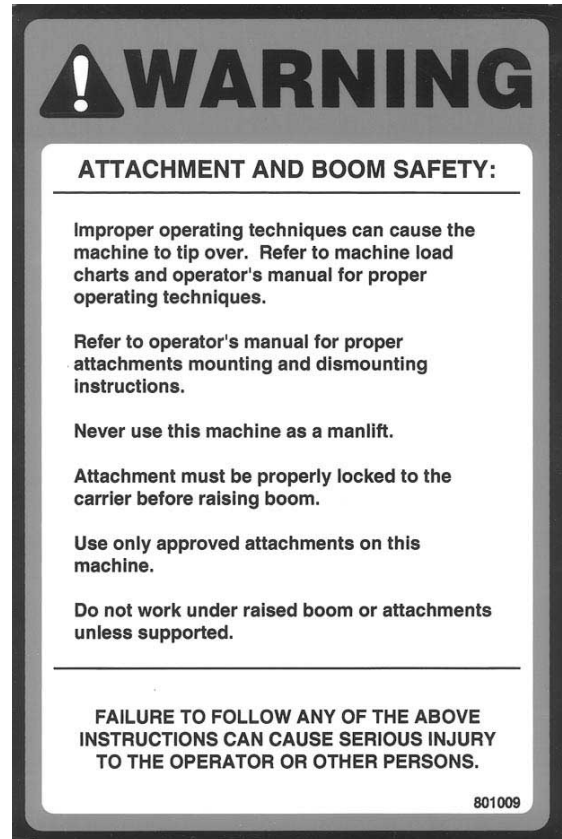 WARNING
ATTACHMENT AND BOOM SAFETY:
Improper operating techniques can cause the
machine to tip over. Refer to machine load
charts and operator's manual for proper
operating techniques.
Refer to operator's manual for proper
attachments mounting and dismounting
instructions.
Never use this machine as a manlift.
Attachment must be properly locked to the
carrier before raising boom.
Use only approved attachments on this
machine.
Do not work under raised boom or attachments
unless supported.
FAILURE TO FOLLOW ANY OF THE ABOVE
INSTRUCTIONS CAN CAUSE SERIOUS INJURY
TO THE OPERATOR OR OTHER PERSONS.
801009